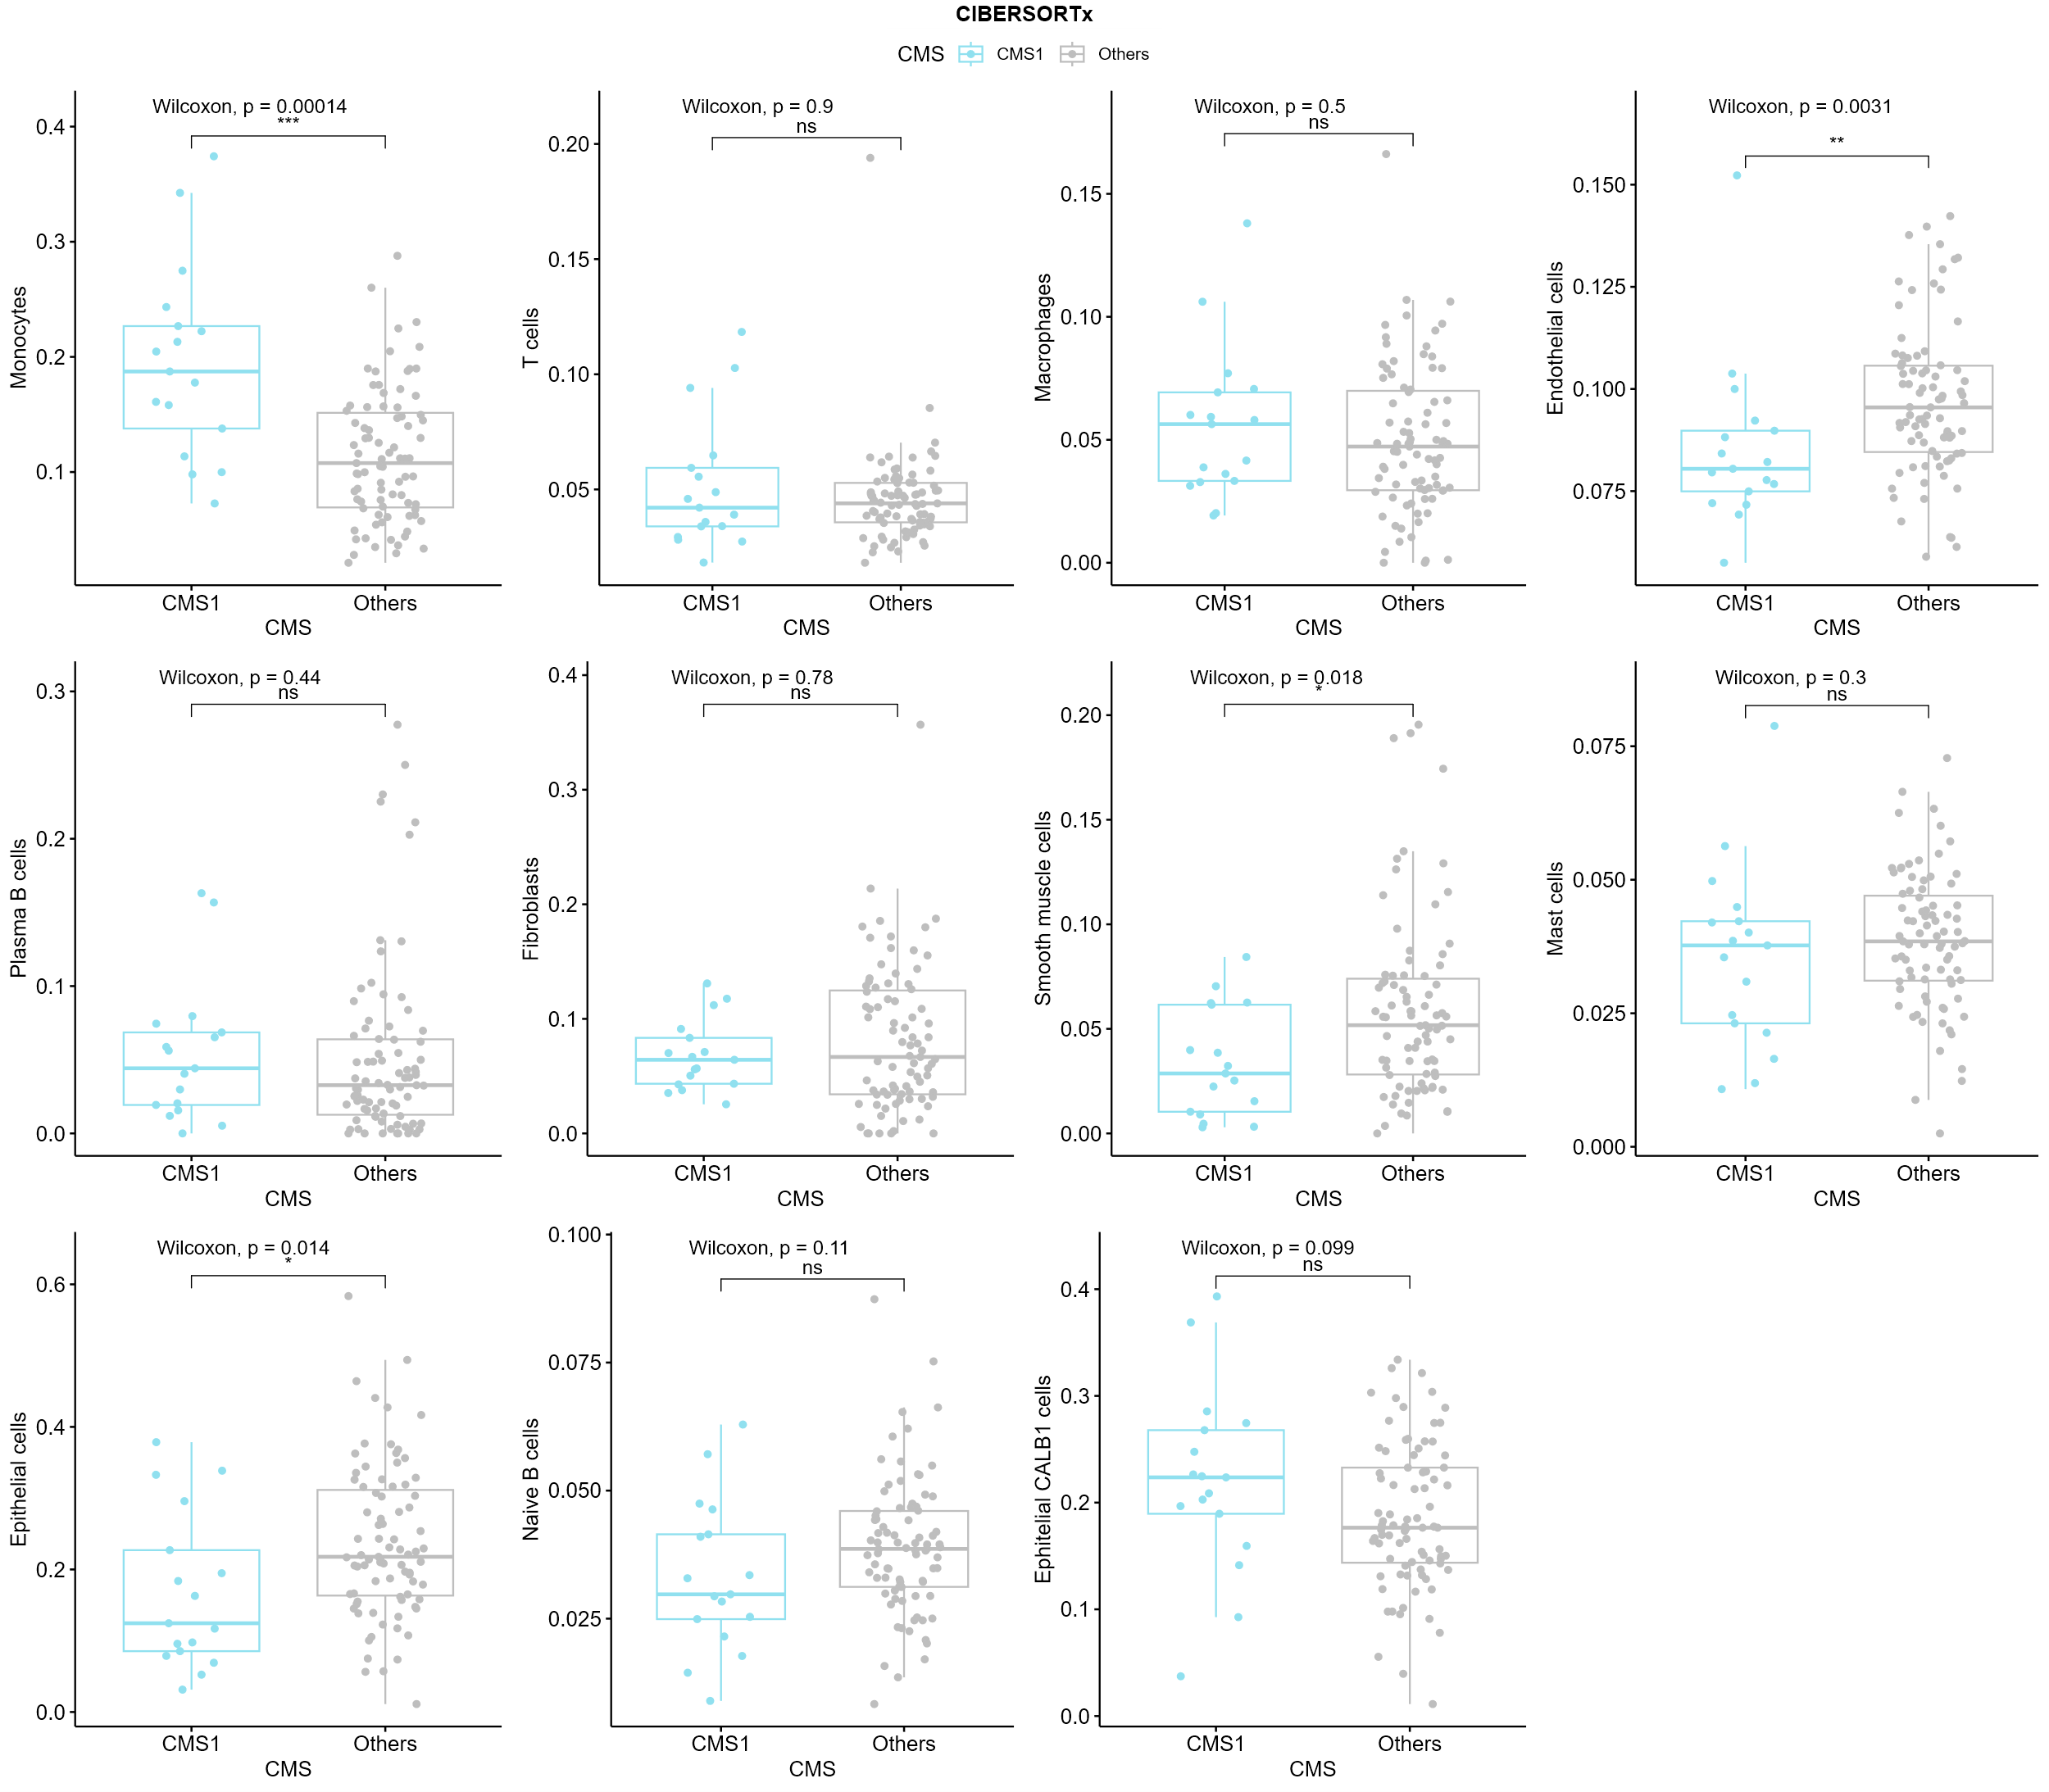 CIBERSORTx
CMS CMS1 Others
Wilcoxon, p = 0.00014
***
Monocytes
0.4
0.3
0.2
0.1
CMS1 Others
CMS
Wilcoxon, p = 0.9
ns
T cells
0.20
0.15
0.10
0.05
CMS1 Others
CMS
Wilcoxon, p = 0.5
ns
Macrophages
0.15
0.10
0.05
0.00
CMS1 Others
CMS
Wilcoxon, p = 0.0031
**
Endothelial cells
0.150
0.125
0.100
0.075
CMS1 Others
CMS
Wilcoxon, p = 0.44
ns
Plasma B cells
0.3
0.2
0.1
0.0
CMS1 Others
CMS
Wilcoxon, p = 0.78
ns
Fibroblasts
0.4
0.3
0.2
0.1
0.0
CMS1 Others
CMS
Wilcoxon, p = 0.018
*
Smooth muscle cells
0.20
0.15
0.10
0.05
0.00
CMS1 Others
CMS
Wilcoxon, p = 0.3
ns
Mast cells
0.075
0.050
0.025
0.000
CMS1 Others
CMS
Wilcoxon, p = 0.014
*
Epithelial cells
0.6
0.4
0.2
0.0
CMS1 Others
CMS
Wilcoxon, p = 0.11
ns
Naive B cells
0.100
0.075
0.050
0.025
CMS1 Others
CMS
Wilcoxon, p = 0.099
ns
Ephitelial CALB1 cells
0.4
0.3
0.2
0.1
0.0
CMS1 Others
CMS